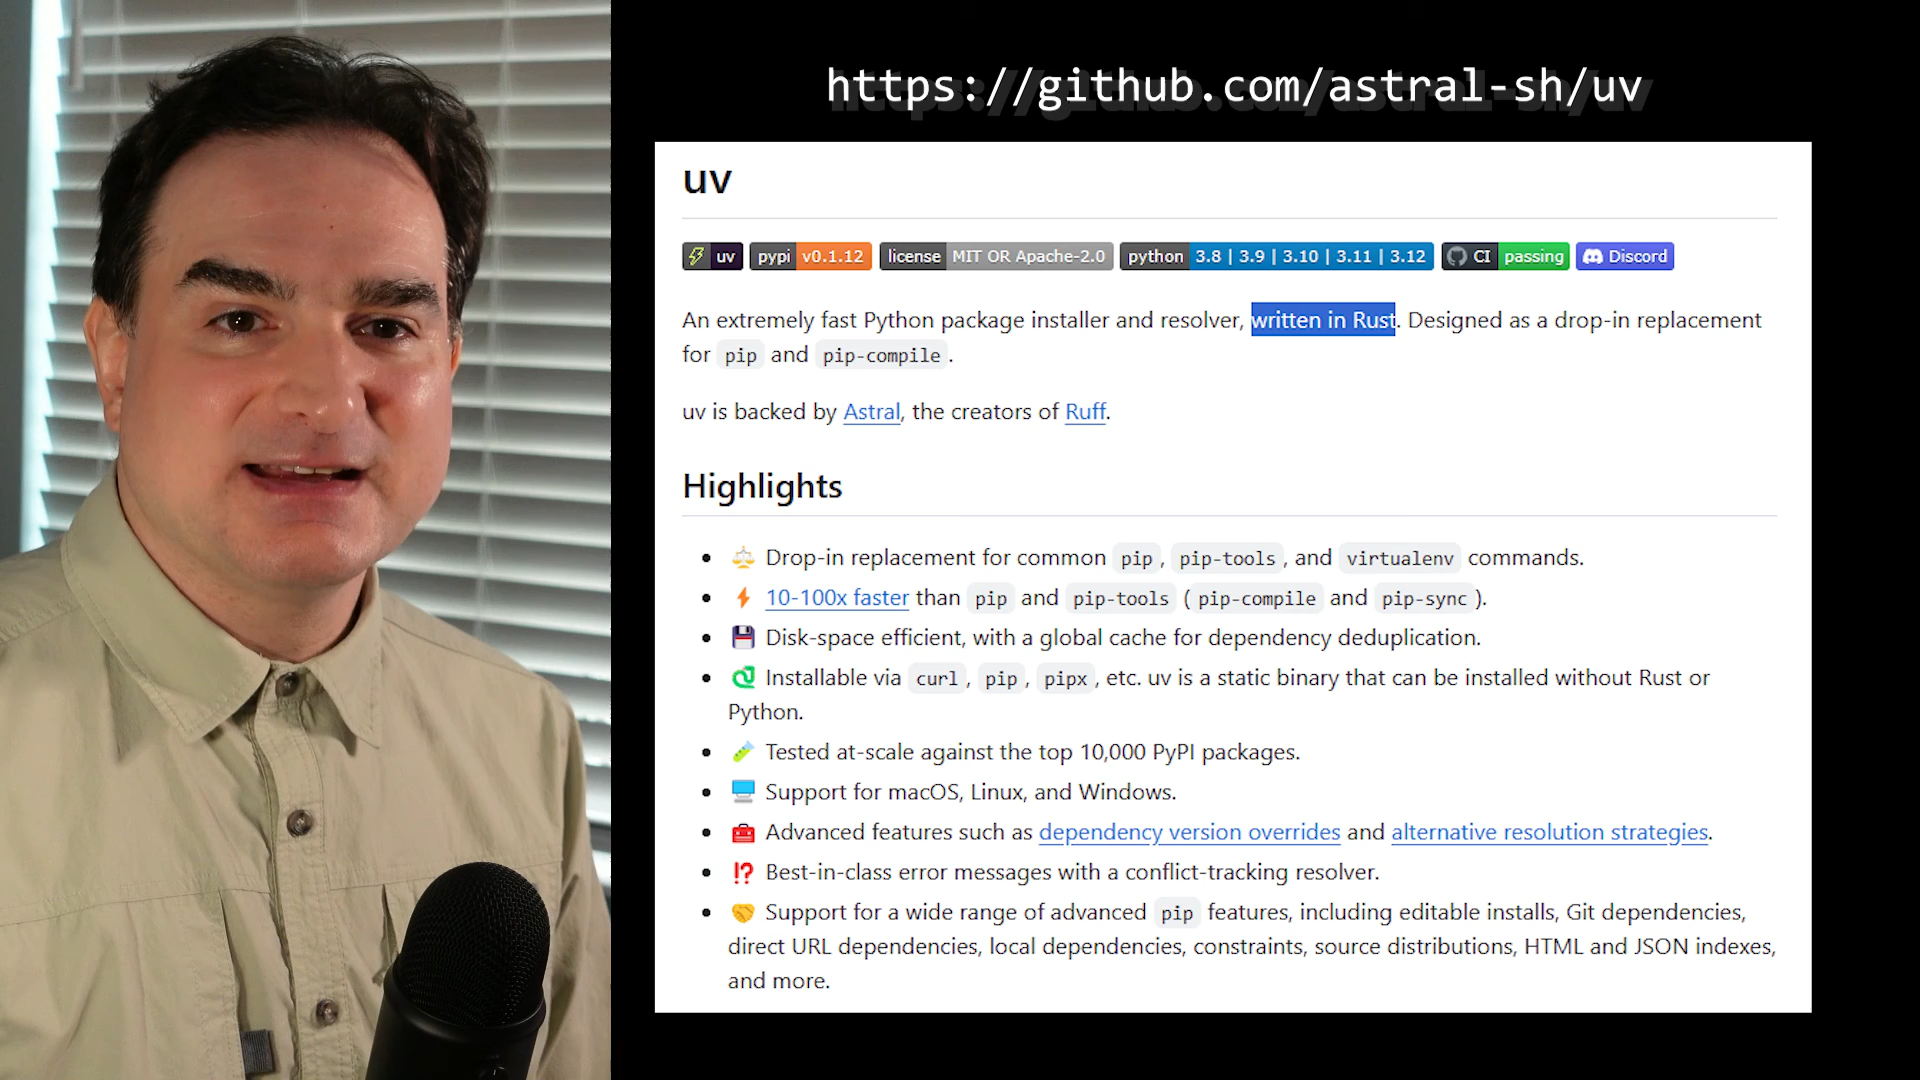 https://github.com/astral-sh/uv
uv
uv pypi v0.1.12 license MIT OR Apache-2.0 python 3.8 | 3.9 | 3.10 | 3.11 | 3.12 CI passing Discord
An extremely fast Python package installer and resolver, written in Rust. Designed as a drop-in replacement
for pip and pip-compile.
uv is backed by Astral, the creators of Ruff.
Highlights
• ⚖️ Drop-in replacement for common pip, pip-tools, and virtualenv commands.
• ⚡ 10-100x faster than pip and pip-tools (pip-compile and pip-sync).
• 💾 Disk-space efficient, with a global cache for dependency deduplication.
• 🐍 Installable via curl, pip, pipx, etc. uv is a static binary that can be installed without Rust or
Python.
• 🧪 Tested at-scale against the top 10,000 PyPI packages.
• 🖥️ Support for macOS, Linux, and Windows.
• 🧰 Advanced features such as dependency version overrides and alternative resolution strategies.
• ⁉️ Best-in-class error messages with a conflict-tracking resolver.
• 🤝 Support for a wide range of advanced pip features, including editable installs, Git dependencies,
direct URL dependencies, local dependencies, constraints, source distributions, HTML and JSON indexes,
and more.